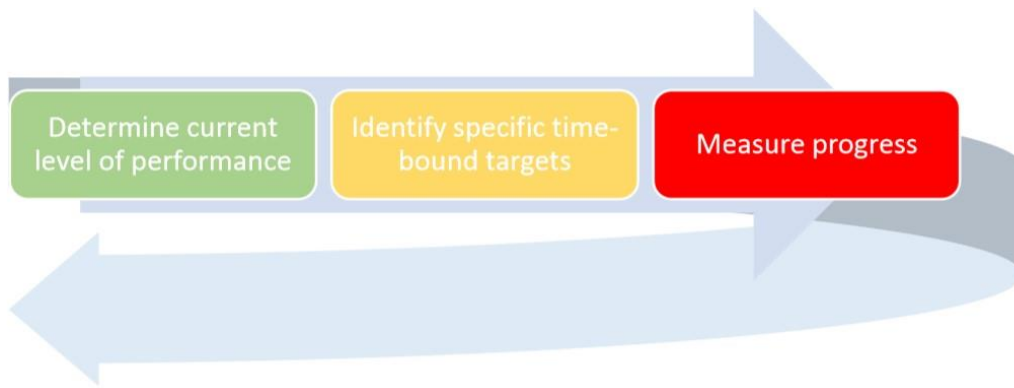 Determine current
level of performance
Identify specific time-
bound targets
Measure progress